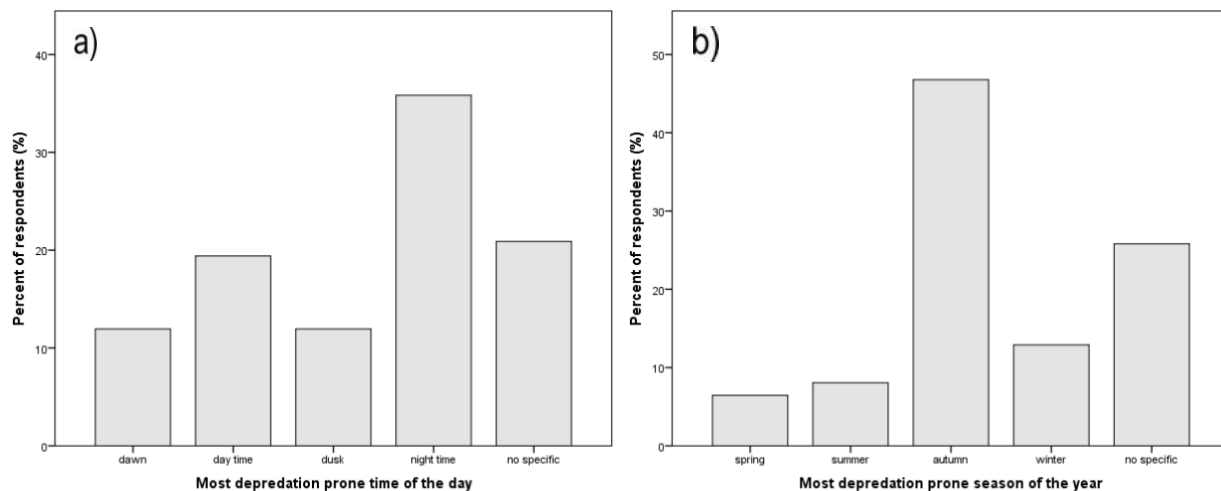 a)
Percent of respondents (%)
40
30
20
10
0
dawn day time dusk night time no specific
Most depredation prone time of the day
b)
Percent of respondents (%)
50
40
30
20
10
0
spring summer autumn winter no specific
Most depredation prone season of the year